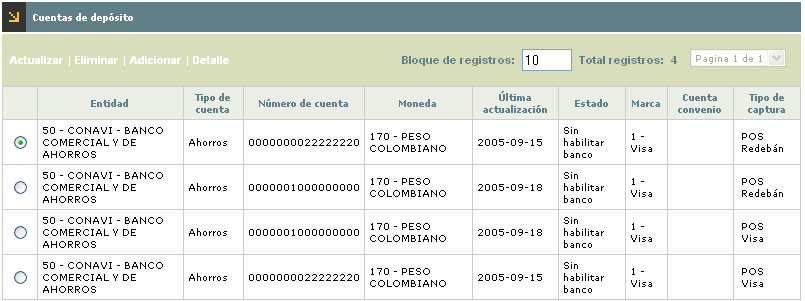 Cuentas de depósito
Actualizar | Eliminar | Adicionar | Detalle Bloque de registros: 10 Total registros: 4 Pagina 1 de 1
Entidad Tipo de cuenta Número de cuenta Moneda Última actualización Estado Marca Cuenta convenio Tipo de captura
50 - CONAVI - BANCO COMERCIAL Y DE AHORROS Ahorros 0000000022222220 170 - PESO COLOMBIANO 2005-09-15 Sin habilitar banco 1 - Visa POS Redebán
50 - CONAVI - BANCO COMERCIAL Y DE AHORROS Ahorros 0000001000000000 170 - PESO COLOMBIANO 2005-09-18 Sin habilitar banco 1 - Visa POS Redebán
50 - CONAVI - BANCO COMERCIAL Y DE AHORROS Ahorros 0000001000000000 170 - PESO COLOMBIANO 2005-09-18 Sin habilitar banco 1 - Visa POS Visa
50 - CONAVI - BANCO COMERCIAL Y DE AHORROS Ahorros 0000000022222220 170 - PESO COLOMBIANO 2005-09-15 Sin habilitar banco 1 - Visa POS Visa